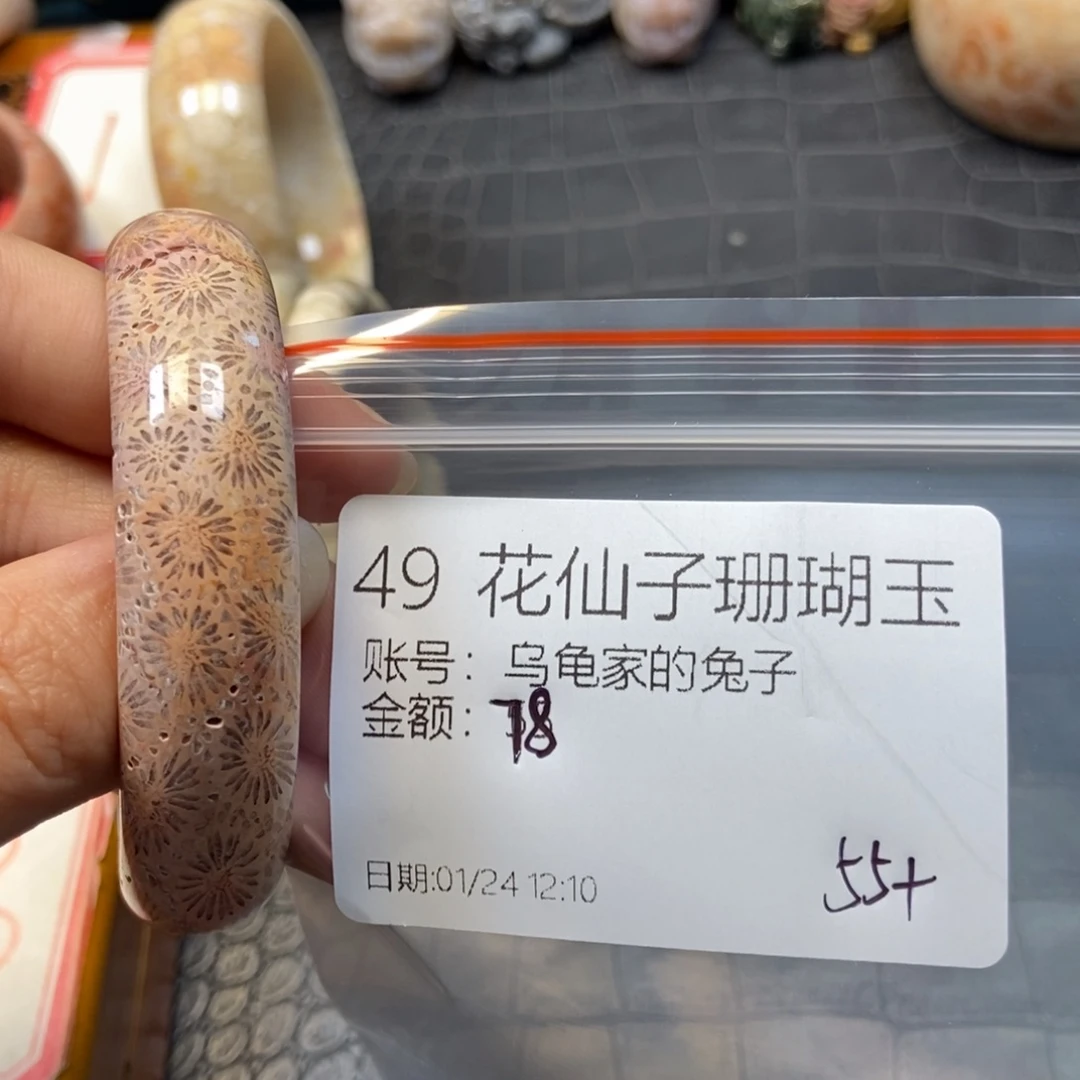 49 花仙子珊瑚玉
账号：乌龟家的兔子
金额：78
日期:01/24 12:10
55+